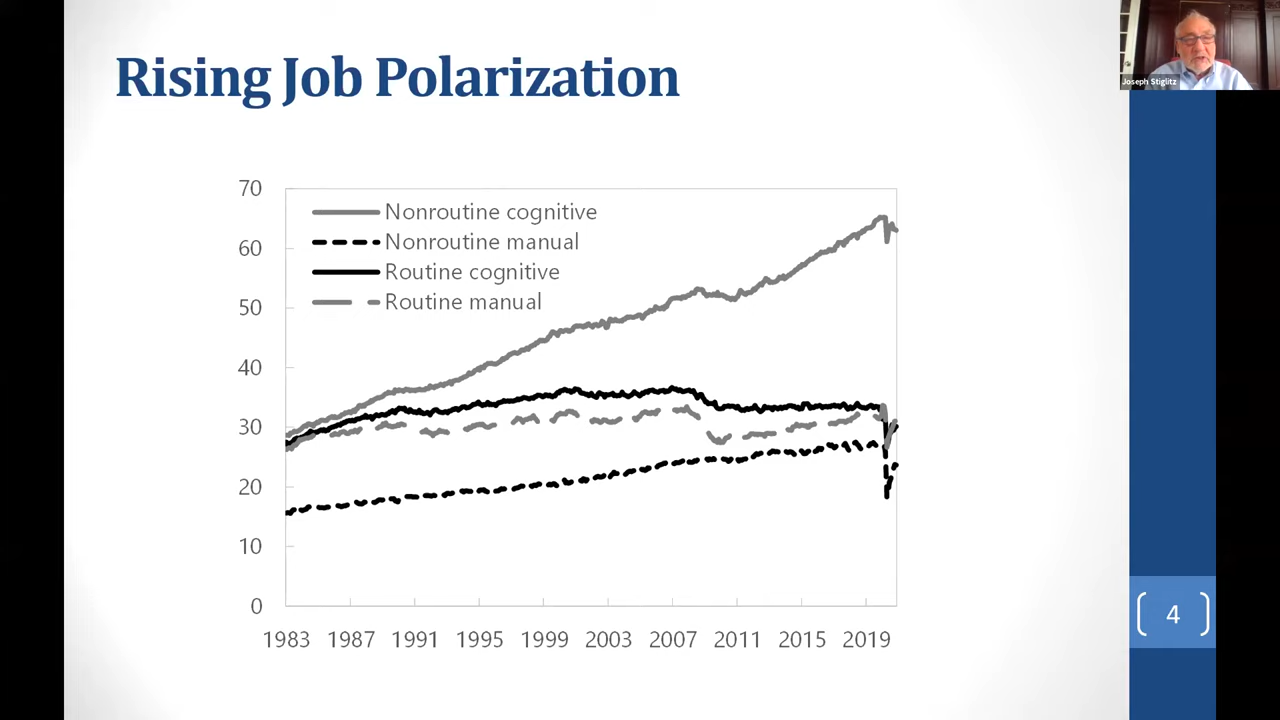 Rising Job Polarization
Joseph Stiglitz
70
60
50
40
30
20
10
0
Nonroutine cognitive
Nonroutine manual
Routine cognitive
Routine manual
1983 1987 1991 1995 1999 2003 2007 2011 2015 2019
4